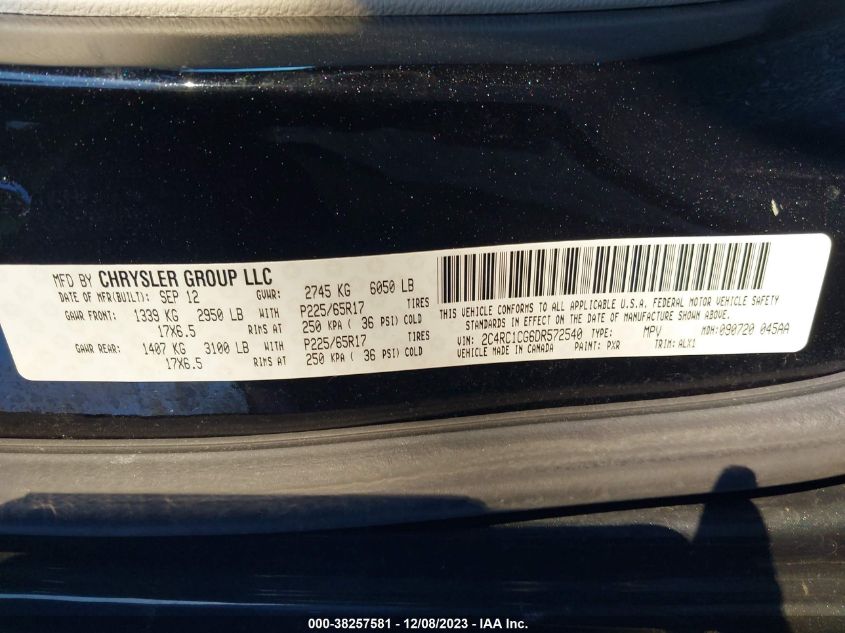 MFD BY CHRYSLER GROUP LLC
DATE OF MFR(BUILT): SEP 12 GVWR: 2745 KG 6050 LB
GAWR FRONT: 1339 KG 2950 LB WITH P225/65R17 TIRES
17X6.5 RIMS AT 250 KPA ( 36 PSI) COLD
GAWR REAR: 1407 KG 3100 LB WITH P225/65R17 TIRES
17X6.5 RIMS AT 250 KPA ( 36 PSI) COLD
THIS VEHICLE CONFORMS TO ALL APPLICABLE U.S.A. FEDERAL MOTOR VEHICLE SAFETY
STANDARDS IN EFFECT ON THE DATE OF MANUFACTURE SHOWN ABOVE.
VIN: 2C4RC1CG6DR572540 TYPE: MPV MDH: 090720 045AA
VEHICLE MADE IN CANADA PAINT: PXR TRIM: ALX1
000-38257581 - 12/08/2023 - IAA Inc.